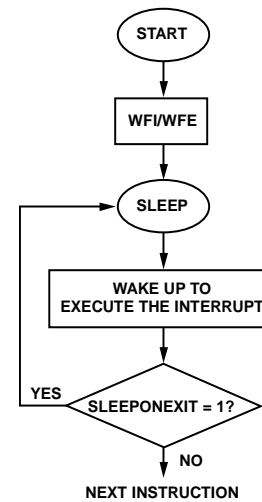 START
WFI/WFE
SLEEP
WAKE UP TO
EXECUTE THE INTERRUPT
YES
SLEEPONEXIT = 1?
NO
NEXT INSTRUCTION